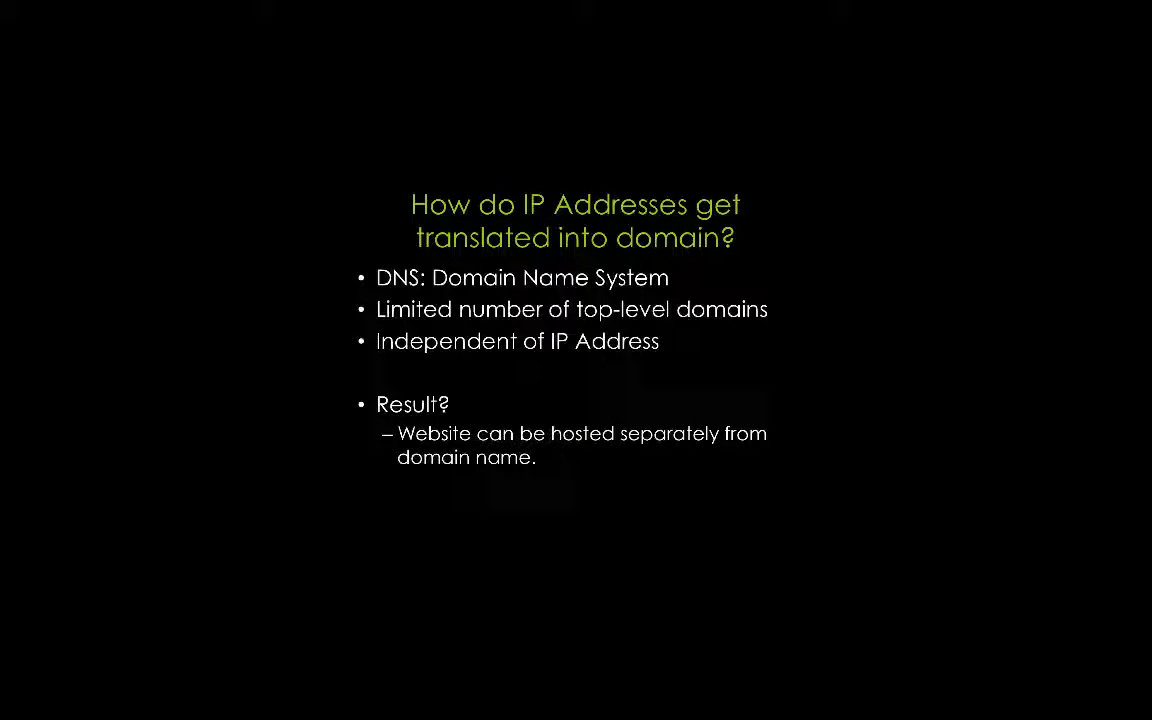 How do IP Addresses get
translated into domain?
• DNS: Domain Name System
• Limited number of top-level domains
• Independent of IP Address
• Result?
– Website can be hosted separately from
domain name.